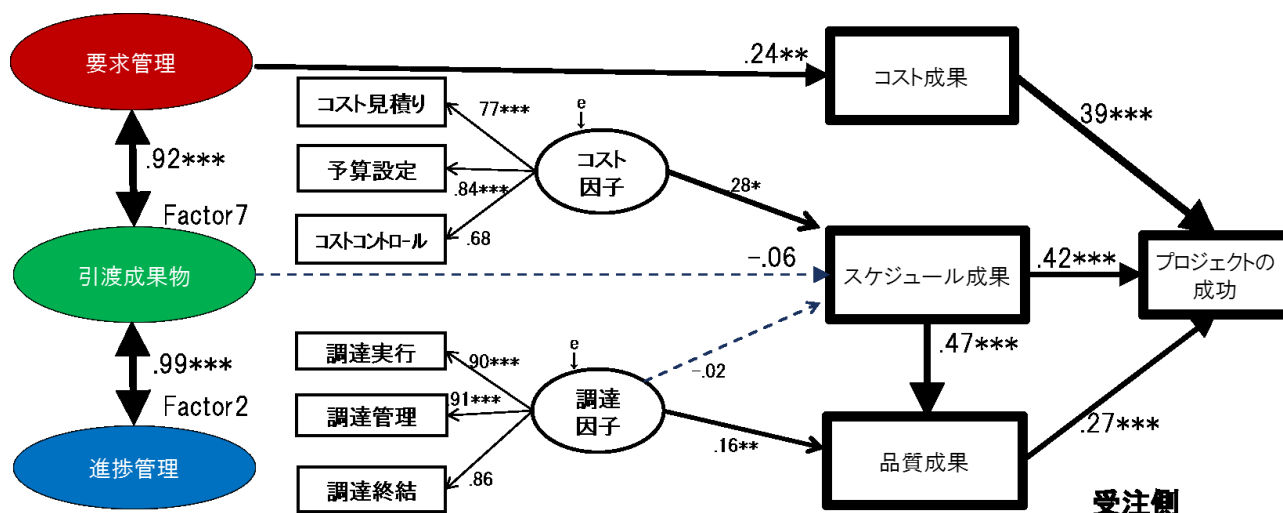 要求管理
.24**
コスト成果
コスト見積り
77***
e
コスト
因子
39***
.92***
予算設定
.84***
28*
Factor7
コストコントロール
.68
引渡成果物
-.06
スケジュール成果
.42***
プロジェクトの
成功
.99***
調達実行
90***
e
-.02
.47***
調達
因子
Factor2
調達管理
91***
.16**
.27***
進捗管理
調達終結
.86
品質成果
受注側